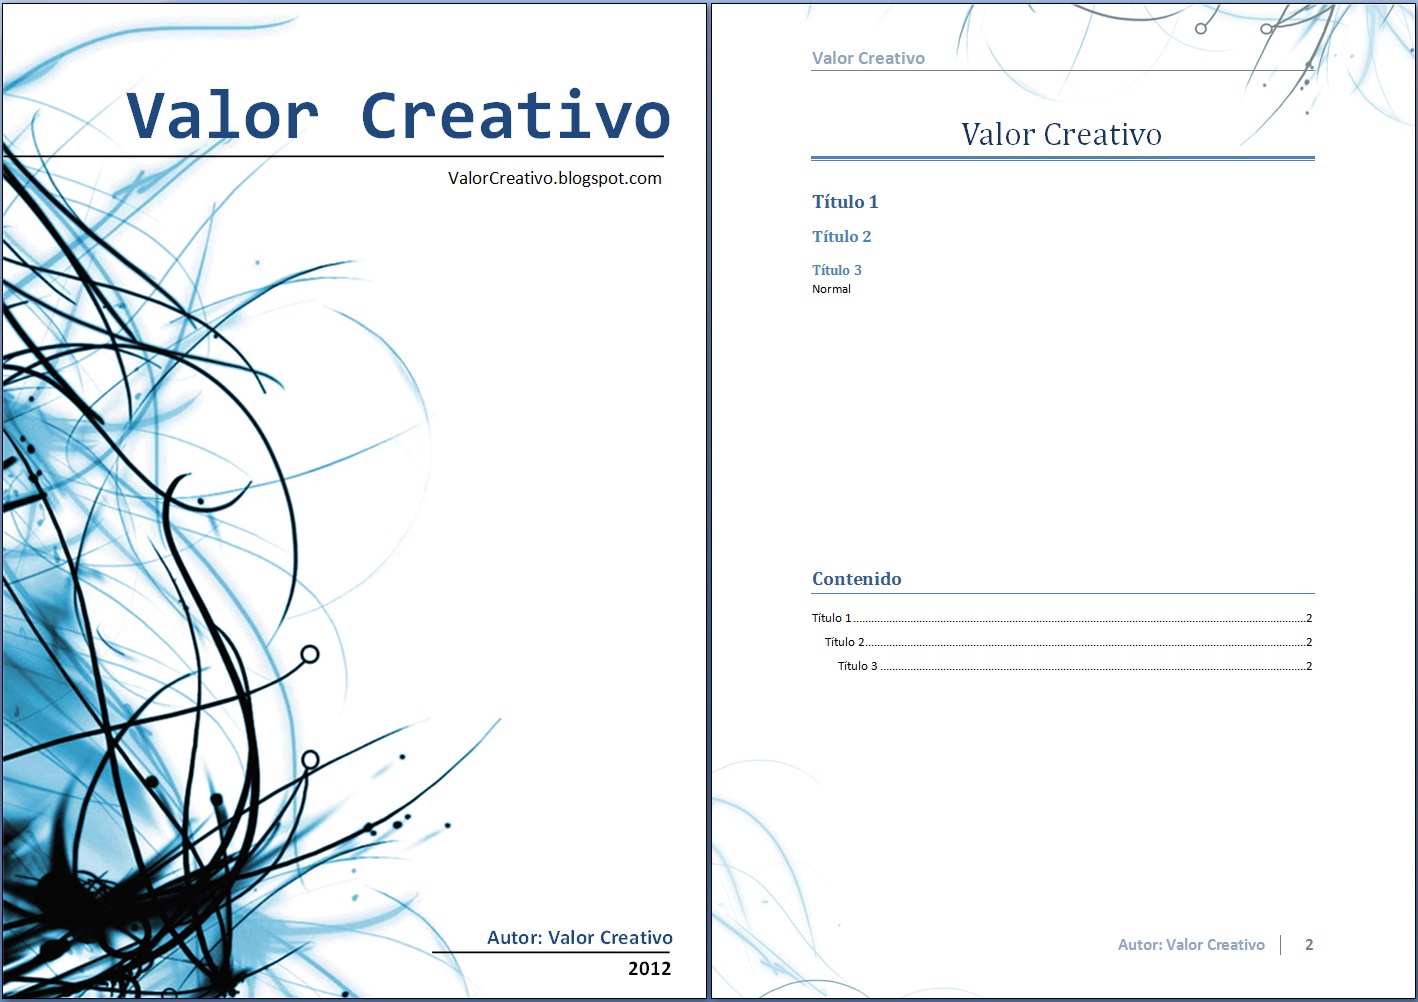 Valor Creativo
ValorCreativo.blogspot.com
Autor: Valor Creativo
2012
Valor Creativo
Valor Creativo
Título 1
Título 2
Título 3
Normal
Contenido
Título 1 2
Título 2 2
Título 3 2
Autor: Valor Creativo | 2